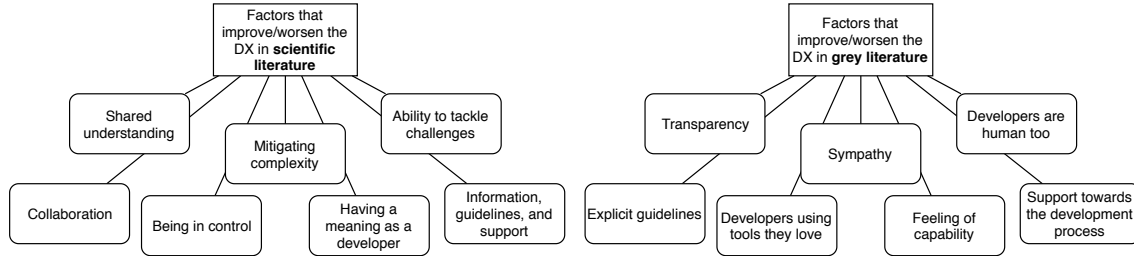 Factors that
improve/worsen the
DX in scientific
literature
Shared
understanding
Ability to tackle
challenges
Mitigating
complexity
Collaboration
Being in control
Having a
meaning as a
developer
Information,
guidelines, and
support
Factors that
improve/worsen the
DX in grey literature
Transparency
Developers are
human too
Sympathy
Explicit guidelines
Developers using
tools they love
Feeling of
capability
Support towards
the development
process